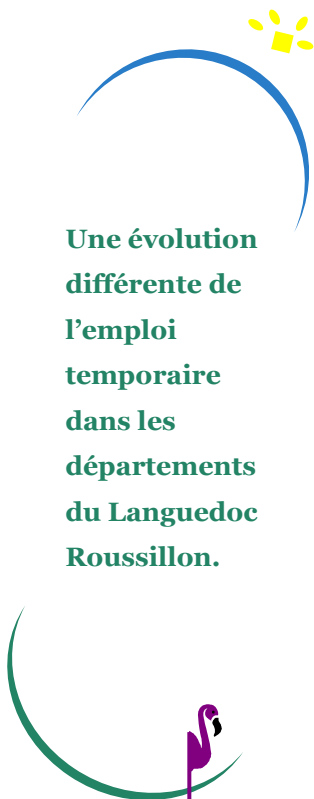 Une évolution
différente de
l’emploi
temporaire
dans les
départements
du Languedoc
Roussillon.